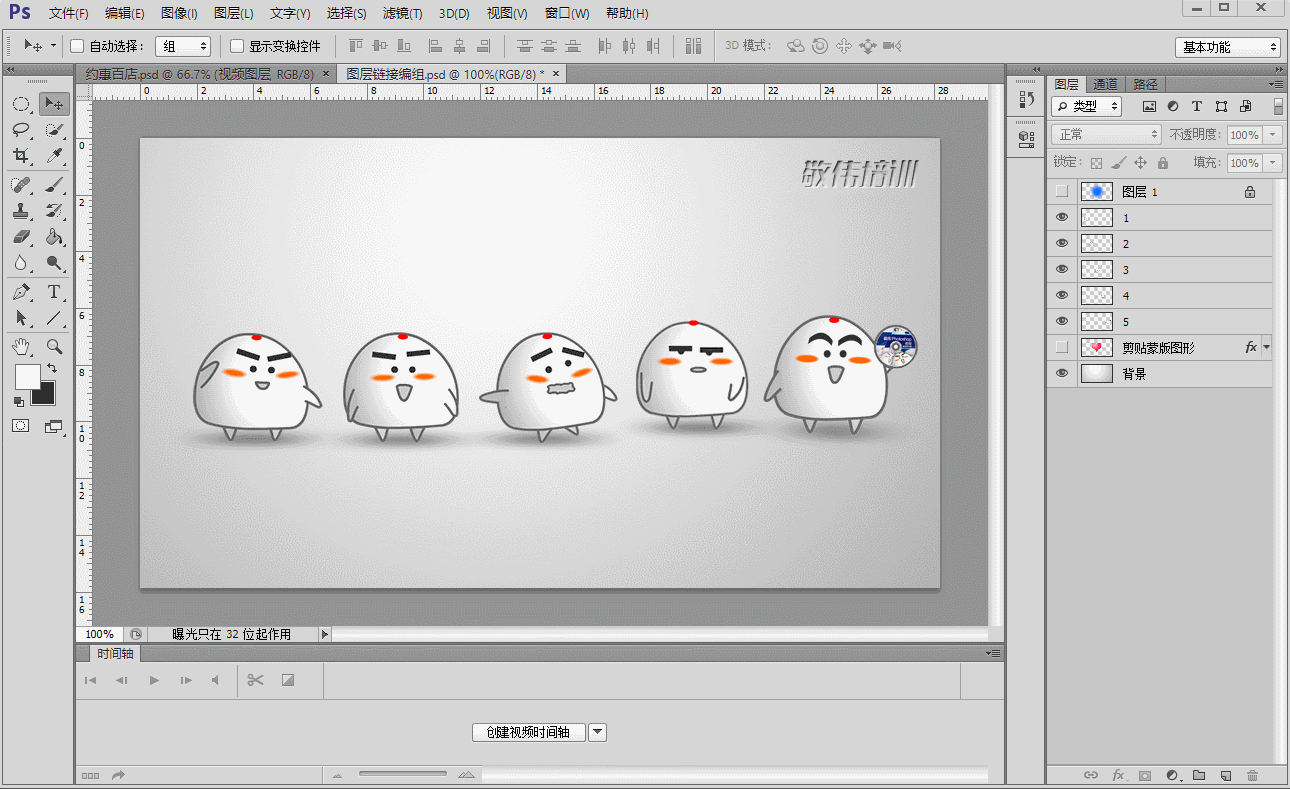 Ps 文件(F) 编辑(E) 图像(I) 图层(L) 文字(Y) 选择(S) 滤镜(T) 3D(D) 视图(V) 窗口(W) 帮助(H)
自动选择： 组 显示变换控件 3D 模式： 基本功能
约惠百店.psd @ 66.7% (视频图层, RGB/8) × 图层链接编组.psd @ 100%(RGB/8) * ×
图层 通道 路径
0 2 4 6 8 10 12 14 16 18 20 22 24 26 28
类型
正常 不透明度： 100%
锁定： 填充： 100%
敬伟培训
图层 1
1
2
3
4
5
剪贴蒙版图形 fx
背景
0
2
4
6
8
10
12
14
16
T
100% 曝光只在 32 位起作用
时间轴
创建视频时间轴
fx